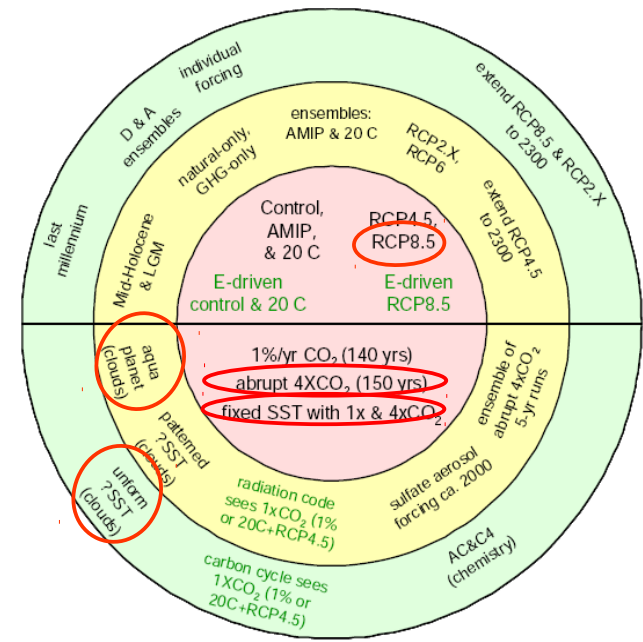 individual
forcing
D & A
ensembles
last
millennium
extend RCP8.5 & RCP2.X
to 2300
ensembles:
AMIP & 20 C
natural-only,
GHG-only
RCP2.X,
RCP6
Mid-Holocene
& LGM
extend RCP4.5
to 2300
Control,
AMIP,
& 20 C
RCP4.5,
RCP8.5
E-driven
control & 20 C
E-driven
RCP8.5
1%/yr CO₂ (140 yrs)
abrupt 4XCO₂ (150 yrs)
fixed SST with 1x & 4xCO₂
aqua
planet
(clouds)
patterned
?SST
(clouds)
unform
?SST
(clouds)
ensemble of
abrupt 4xCO₂
5-yr runs
sulfate aerosol
forcing ca. 2000
radiation code
sees 1xCO₂ (1%
or 20C+RCP4.5)
carbon cycle sees
1XCO₂ (1% or
20C+RCP4.5)
AC&C4
(chemistry)